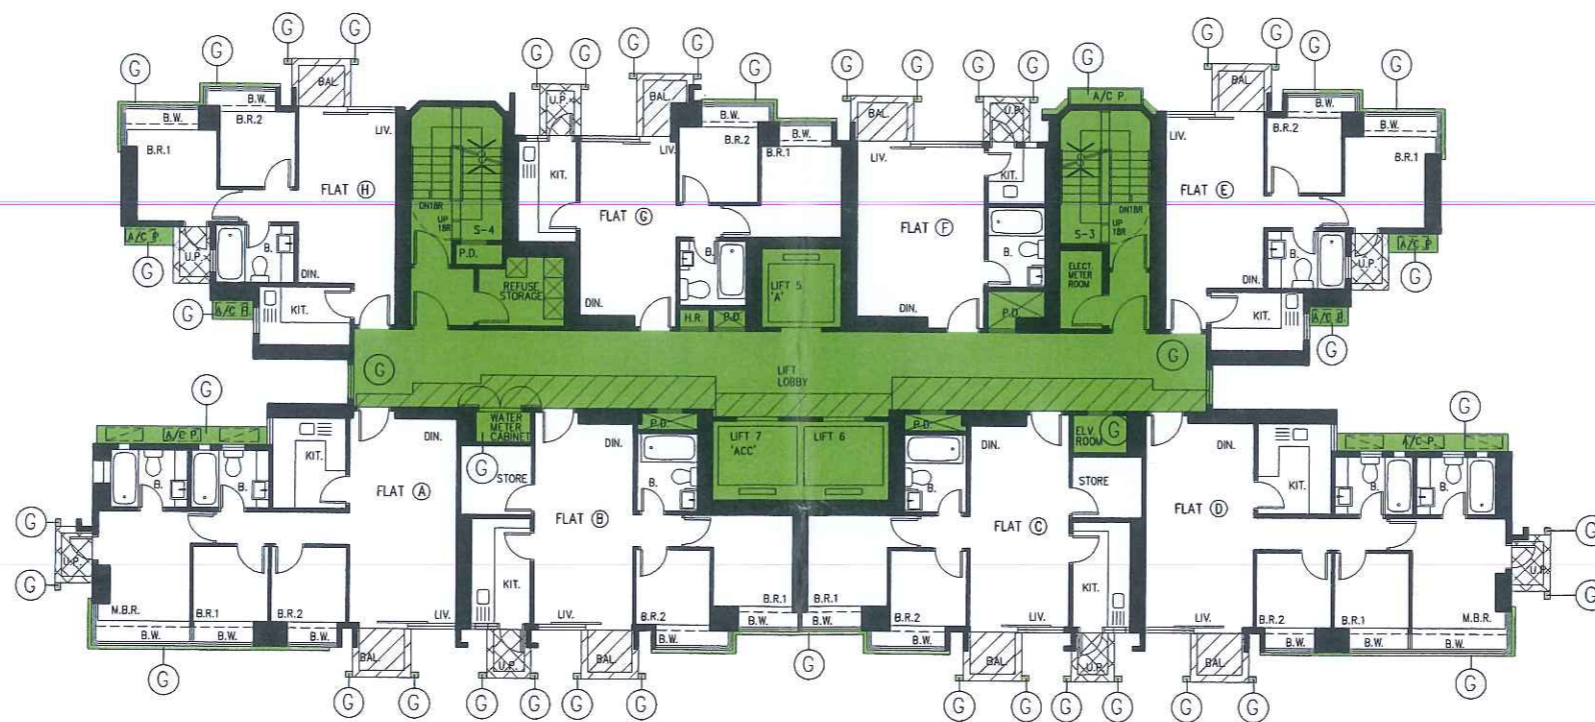 G G G G
G G G
G G G G G
G
G G G G
BAL.
U.P.
BAL.
BAL.
U.P.
A/C P.
BAL.
B.W.
B.W.
B.R.2
B.R.1
LIV.
FLAT H
DN18R
UP
18R
S-4
P.D.
REFUSE
STORAGE
KIT.
LIV.
FLAT G
B.W.
B.R.2
B.W.
B.R.1
B.
DIN.
H.R.
P.D.
LIFT 5
'A'
LIV.
FLAT F
KIT.
B.
DIN.
P.D.
DN18R
UP
18R
S-3
ELECT.
METER
ROOM
LIV.
FLAT E
B.W.
B.R.2
B.W.
B.R.1
A/C P.
G
U.P.
B.
DIN.
A/C P.
G
KIT.
DIN.
B.
U.P.
A/C P.
G
KIT.
G
G
LIFT
LOBBY
G
G
A/C P.
G
KIT.
DIN.
WATER
METER
CABINET
G
DIN.
P.D.
LIFT 7
'ACC'
LIFT 6
P.D.
DIN.
ELV.
ROOM
G
DIN.
KIT.
G
A/C P.
B.
B.
FLAT A
STORE
FLAT B
B.
B.
FLAT C
STORE
FLAT D
B.
B.
G
U.P.
G
M.B.R.
B.R.1
B.R.2
LIV.
KIT.
LIV.
B.R.2
B.R.1
B.R.1
B.R.2
LIV.
KIT.
LIV.
B.R.2
B.R.1
M.B.R.
G
U.P.
G
B.W.
B.W.
B.W.
BAL.
U.P.
BAL.
B.W.
B.W.
B.W.
B.W.
BAL.
U.P.
BAL.
B.W.
B.W.
B.W.
G
G G G G G G
G
G G G G G G
G